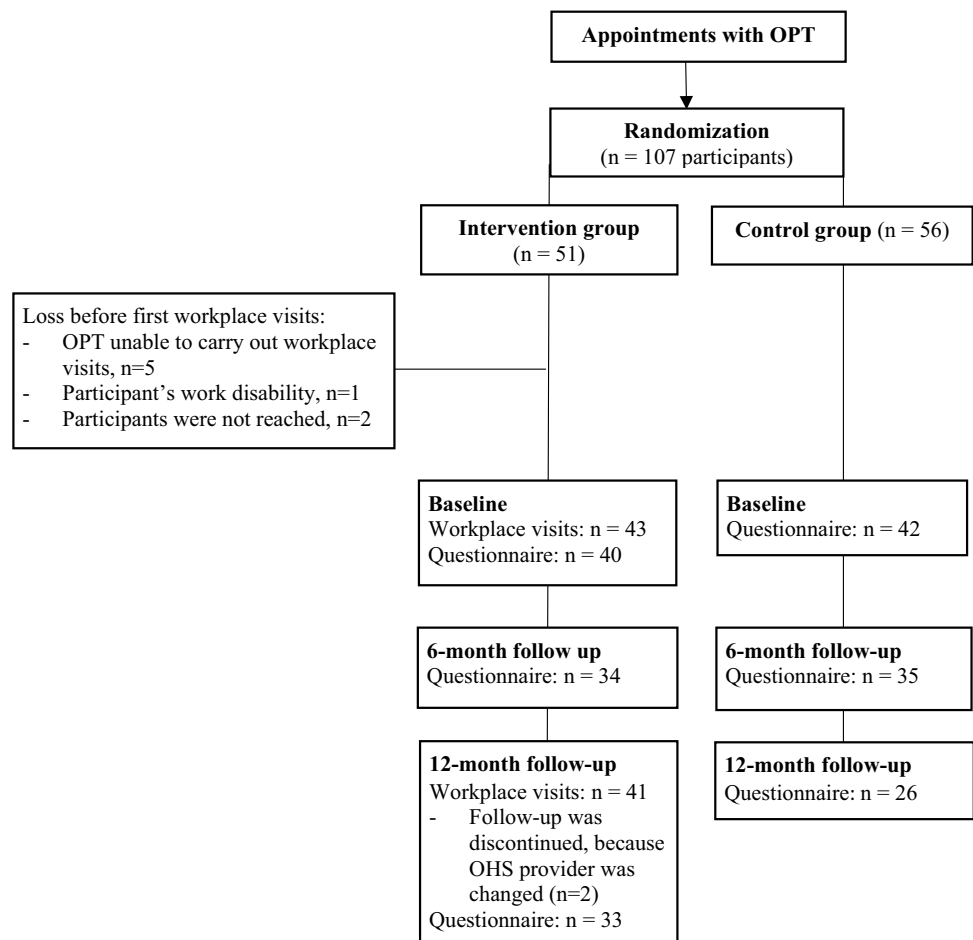 Appointments with OPT
Randomization
(n = 107 participants)
Intervention group
(n = 51)
Control group (n = 56)
Loss before first workplace visits:
- OPT unable to carry out workplace
visits, n=5
- Participant's work disability, n=1
- Participants were not reached, n=2
Baseline
Workplace visits: n = 43
Questionnaire: n = 40
Baseline
Questionnaire: n = 42
6-month follow up
Questionnaire: n = 34
6-month follow-up
Questionnaire: n = 35
12-month follow-up
Workplace visits: n = 41
- Follow-up was
discontinued, because
OHS provider was
changed (n=2)
Questionnaire: n = 33
12-month follow-up
Questionnaire: n = 26